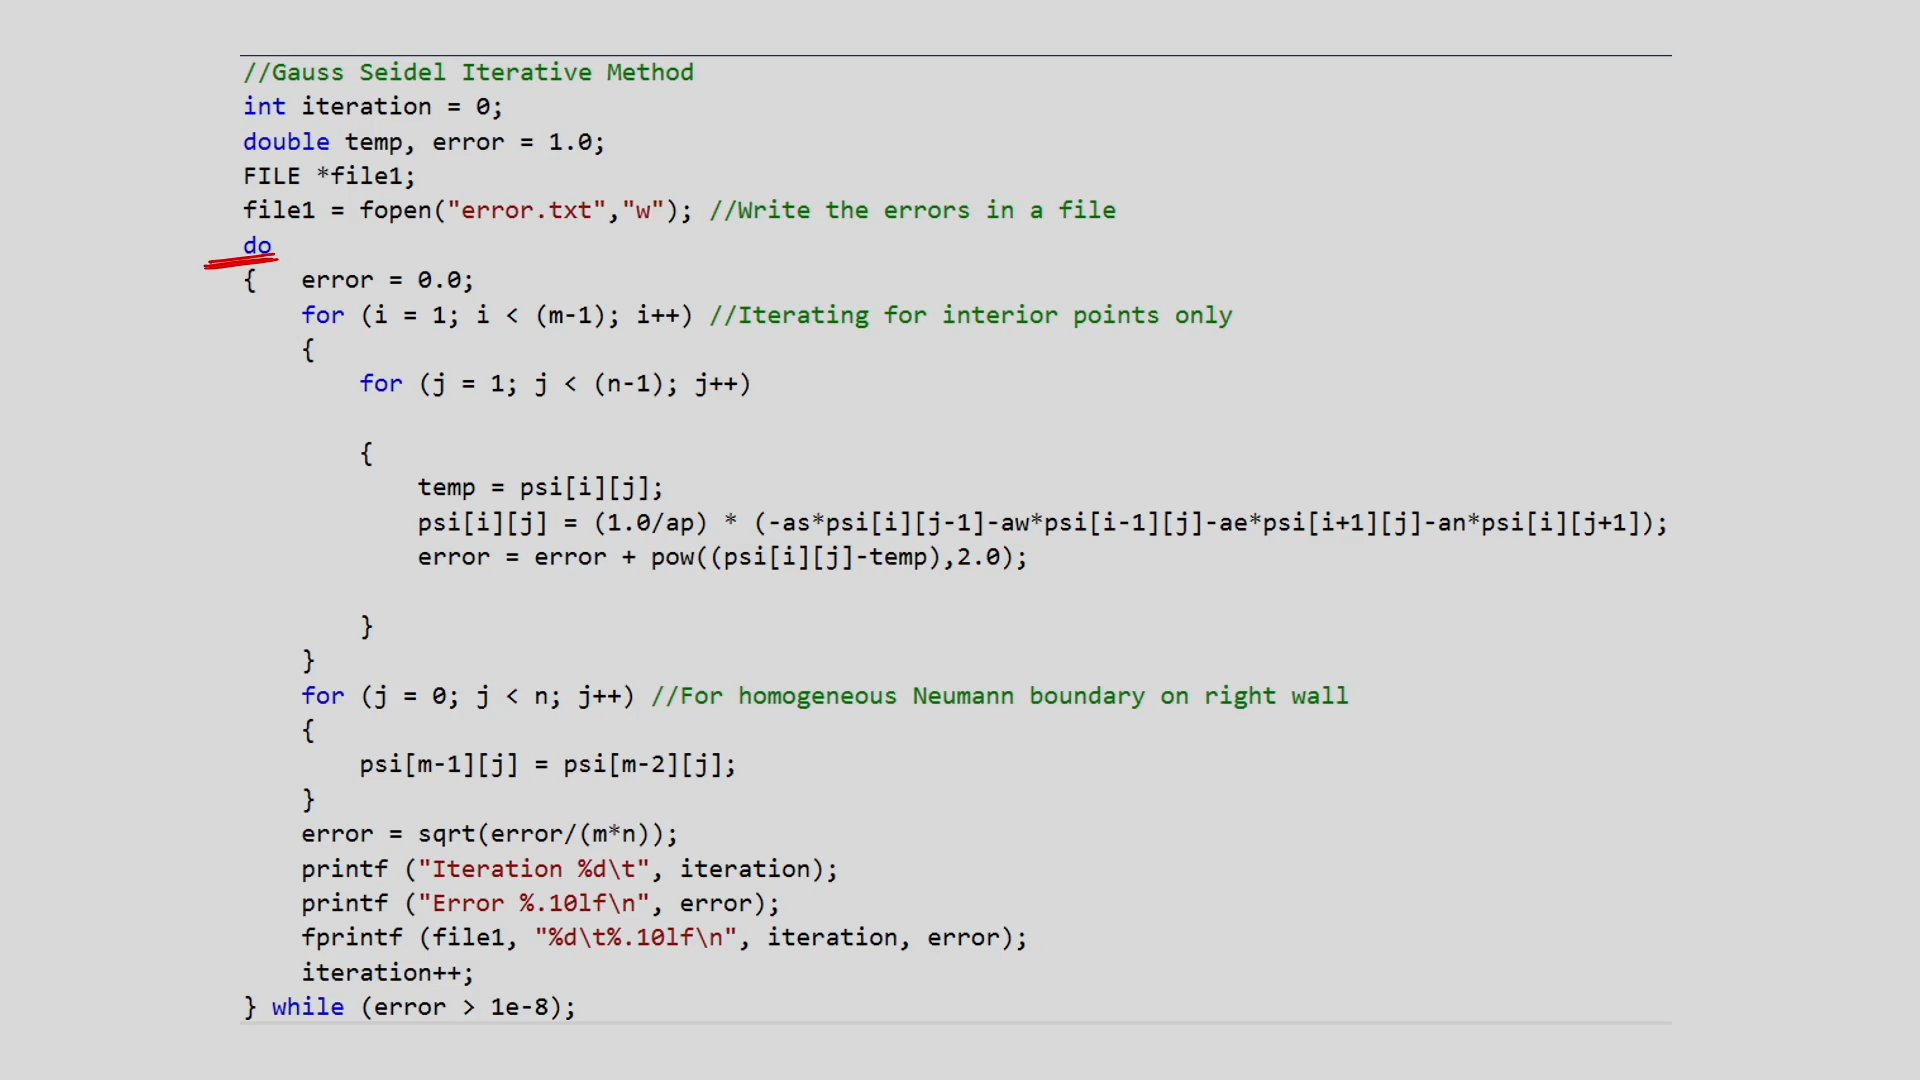 //Gauss Seidel Iterative Method
int iteration = 0;
double temp, error = 1.0;
FILE *file1;
file1 = fopen("error.txt","w"); //Write the errors in a file
do
{   error = 0.0;
    for (i = 1; i < (m-1); i++) //Iterating for interior points only
    {
        for (j = 1; j < (n-1); j++)
        {
            temp = psi[i][j];
            psi[i][j] = (1.0/ap) * (-as*psi[i][j-1]-aw*psi[i-1][j]-ae*psi[i+1][j]-an*psi[i][j+1]);
            error = error + pow((psi[i][j]-temp),2.0);
        }
    }
    for (j = 0; j < n; j++) //For homogeneous Neumann boundary on right wall
    {
        psi[m-1][j] = psi[m-2][j];
    }
    error = sqrt(error/(m*n));
    printf ("Iteration %d\t", iteration);
    printf ("Error %.10lf\n", error);
    fprintf (file1, "%d\t%.10lf\n", iteration, error);
    iteration++;
} while (error > 1e-8);